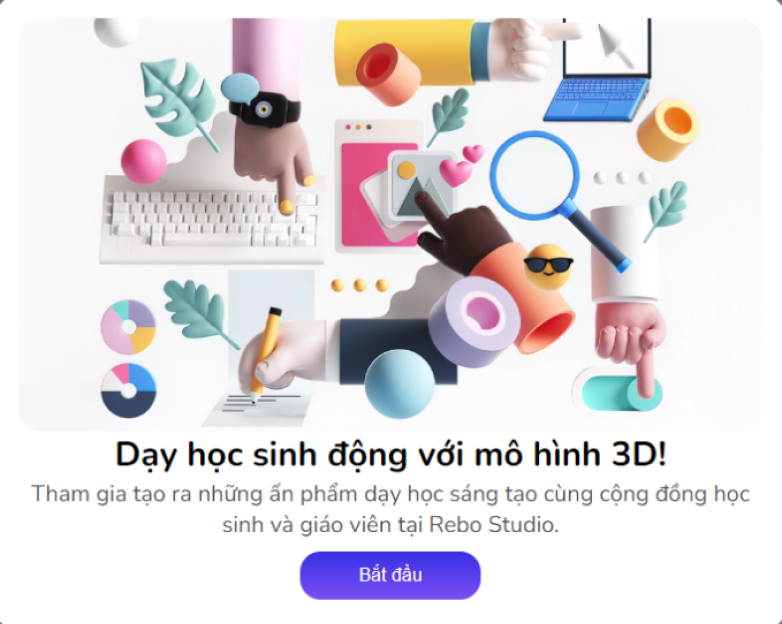 Dạy học sinh động với mô hình 3D!
Tham gia tạo ra những ấn phẩm dạy học sáng tạo cùng cộng đồng học
sinh và giáo viên tại Rebo Studio.
Bắt đầu